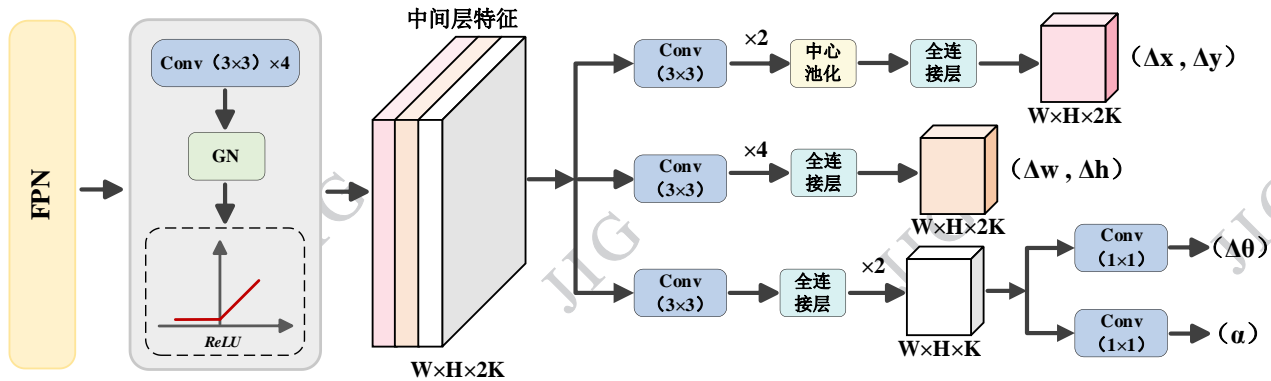 FPN
Conv（3×3）×4
GN
ReLU
中间层特征
W×H×2K
Conv
（3×3）
×2
中心
池化
全连
接层
W×H×2K
（Δx , Δy）
Conv
（3×3）
×4
全连
接层
W×H×2K
（Δw , Δh）
Conv
（3×3）
全连
接层
×2
W×H×K
Conv
（1×1）
（Δθ）
Conv
（1×1）
（α）
JIG
JIG
JIG
JIG